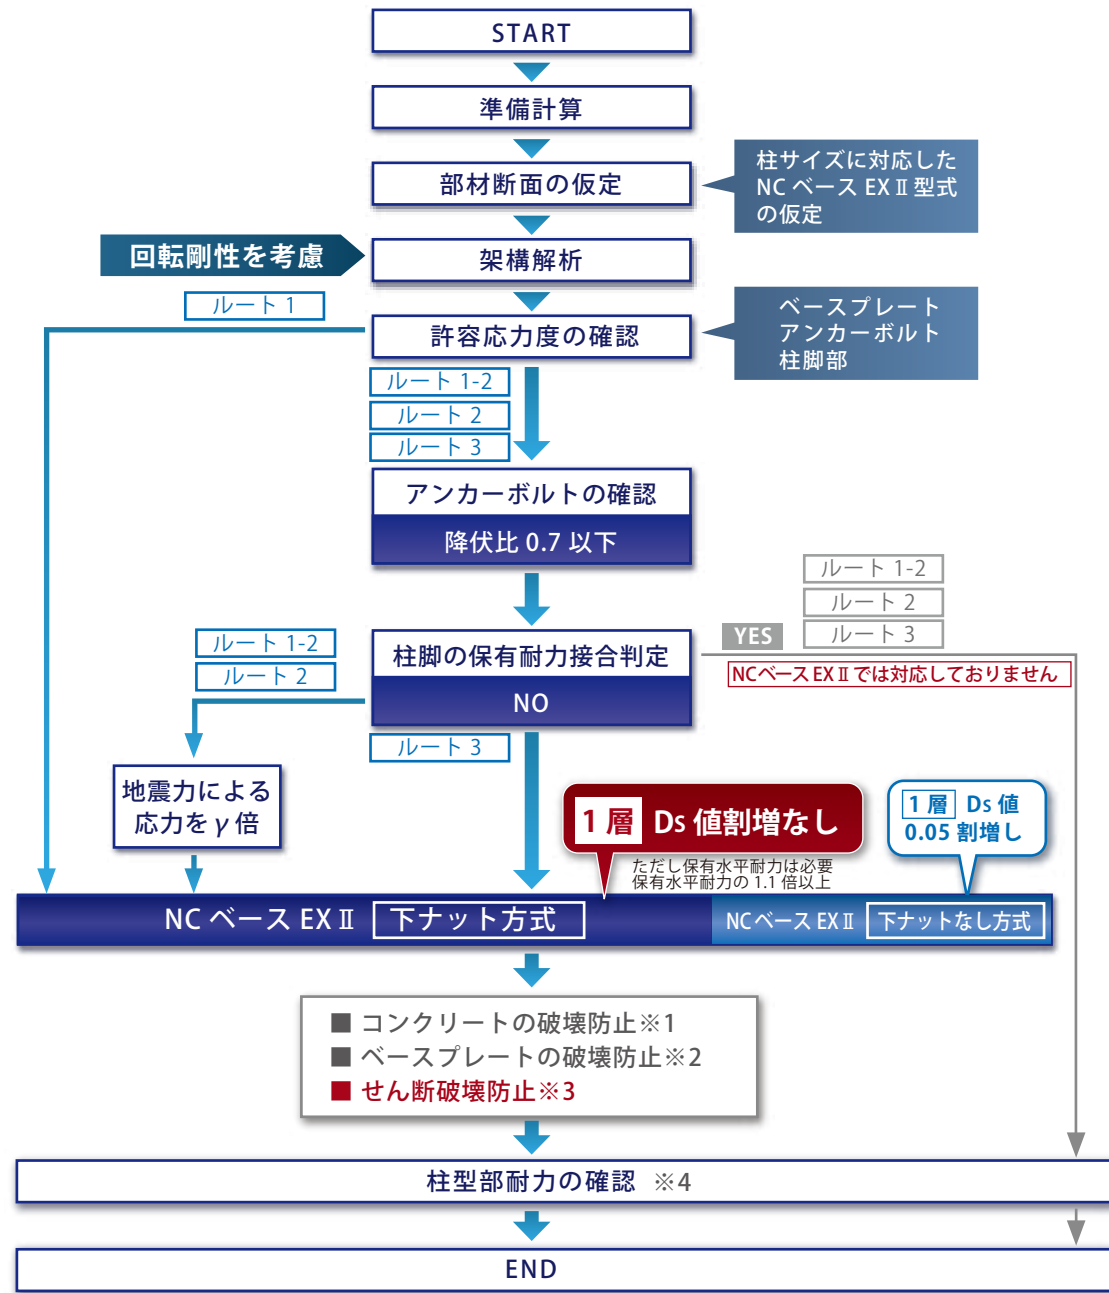 START
準備計算
部材断面の仮定
柱サイズに対応した
NC ベース EX Ⅱ 型式
の仮定
回転剛性を考慮
架構解析
ルート 1
許容応力度の確認
ベースプレート
アンカーボルト
柱脚部
ルート 1-2
ルート 2
ルート 3
アンカーボルトの確認
降伏比 0.7 以下
ルート 1-2
ルート 2
ルート 3
YES
NCベース EX Ⅱ では対応しておりません
ルート 1-2
ルート 2
柱脚の保有耐力接合判定
NO
ルート 3
地震力による
応力を γ 倍
1 層 Ds 値割増なし
ただし保有水平耐力は必要
保有水平耐力の 1.1 倍以上
1 層 Ds 値
0.05 割増し
NC ベース EX Ⅱ 下ナット方式
NC ベース EX Ⅱ 下ナットなし方式
■ コンクリートの破壊防止※1
■ ベースプレートの破壊防止※2
■ せん断破壊防止※3
柱型部耐力の確認 ※4
END